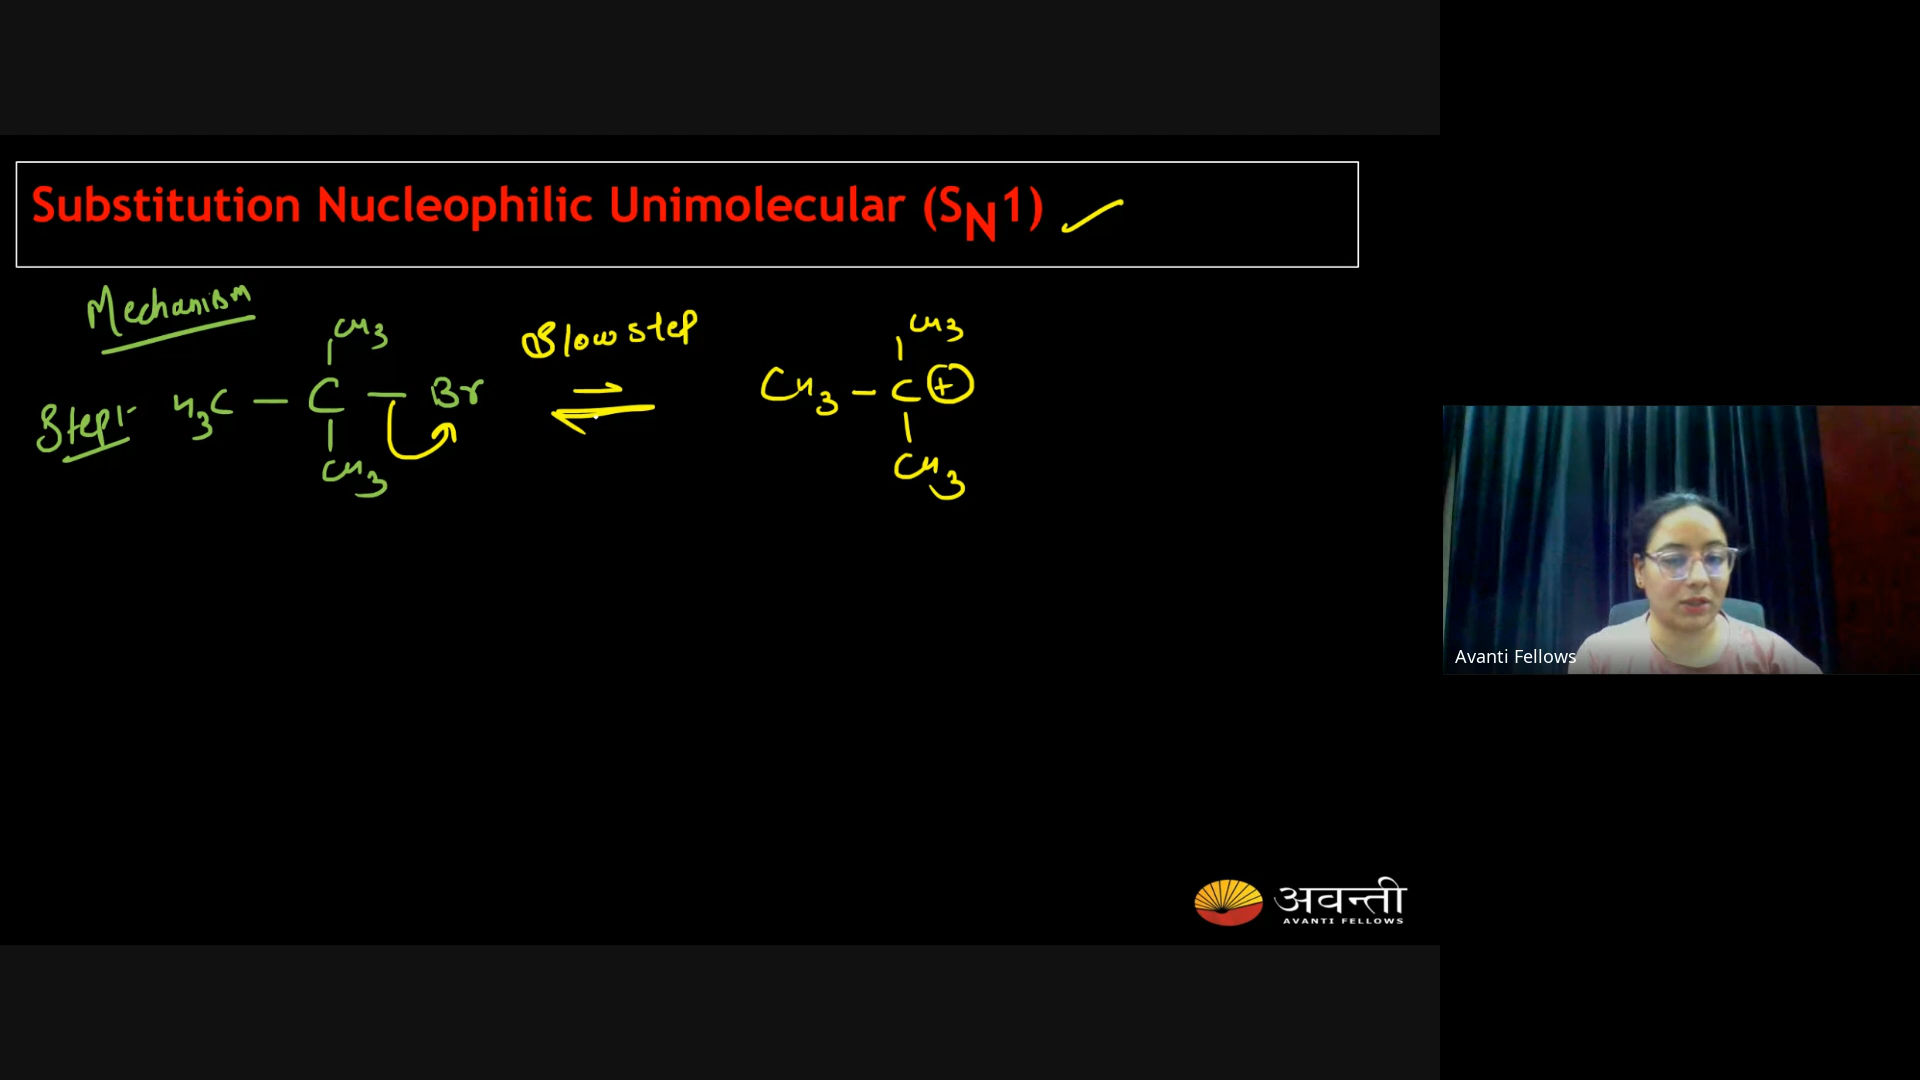 Substitution Nucleophilic Unimolecular (SN1)
Mechanism
Slow step
CH3
CH3
Step1:- H3C – C – Br
CH3 – C +
CH3
CH3
Avanti Fellows
अवन्ती
AVANTI FELLOWS